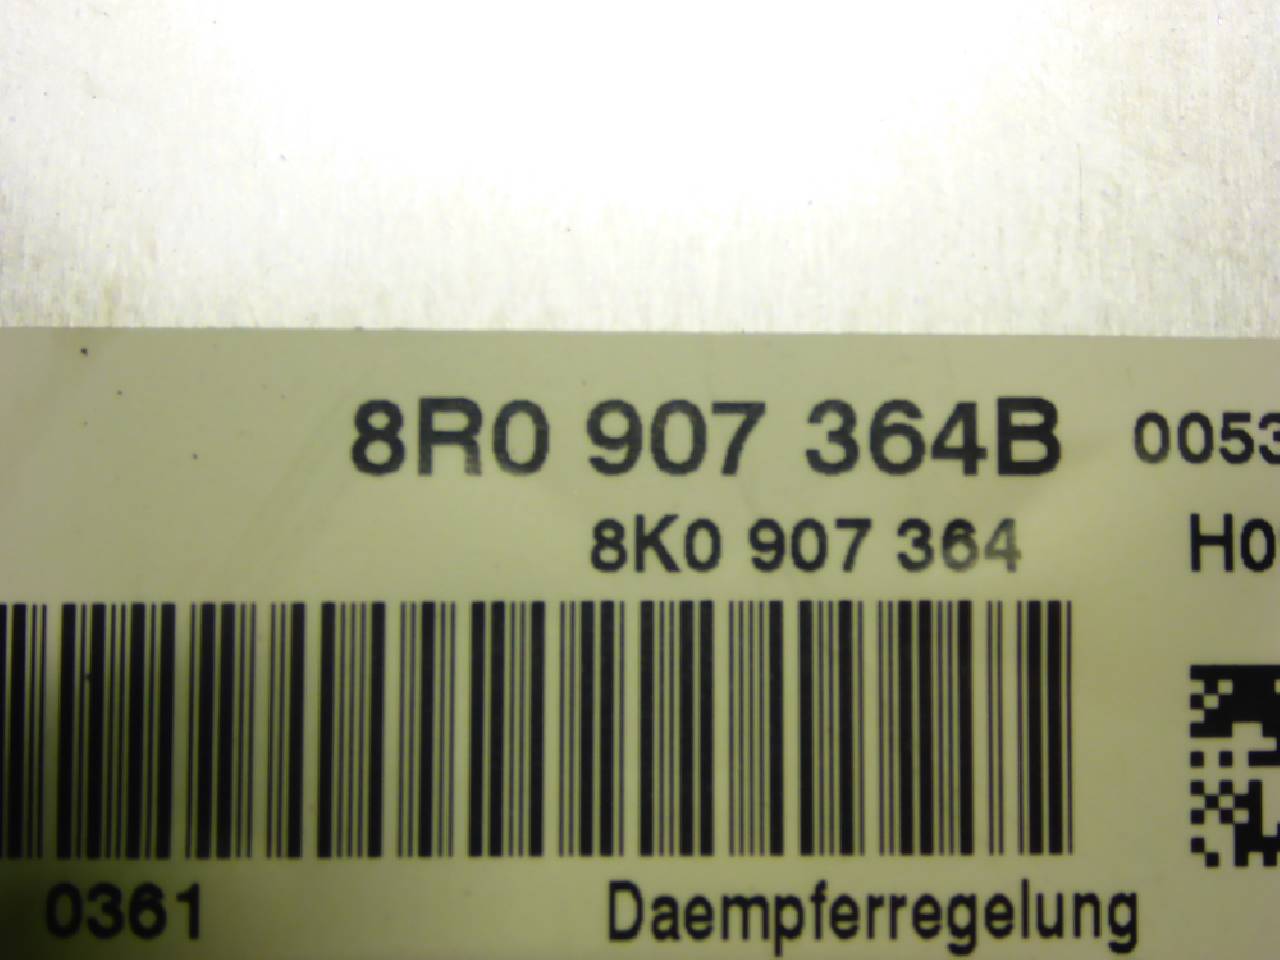 8R0 907 364B 0053
8K0 907 364 H0
0361 Daempferregelung